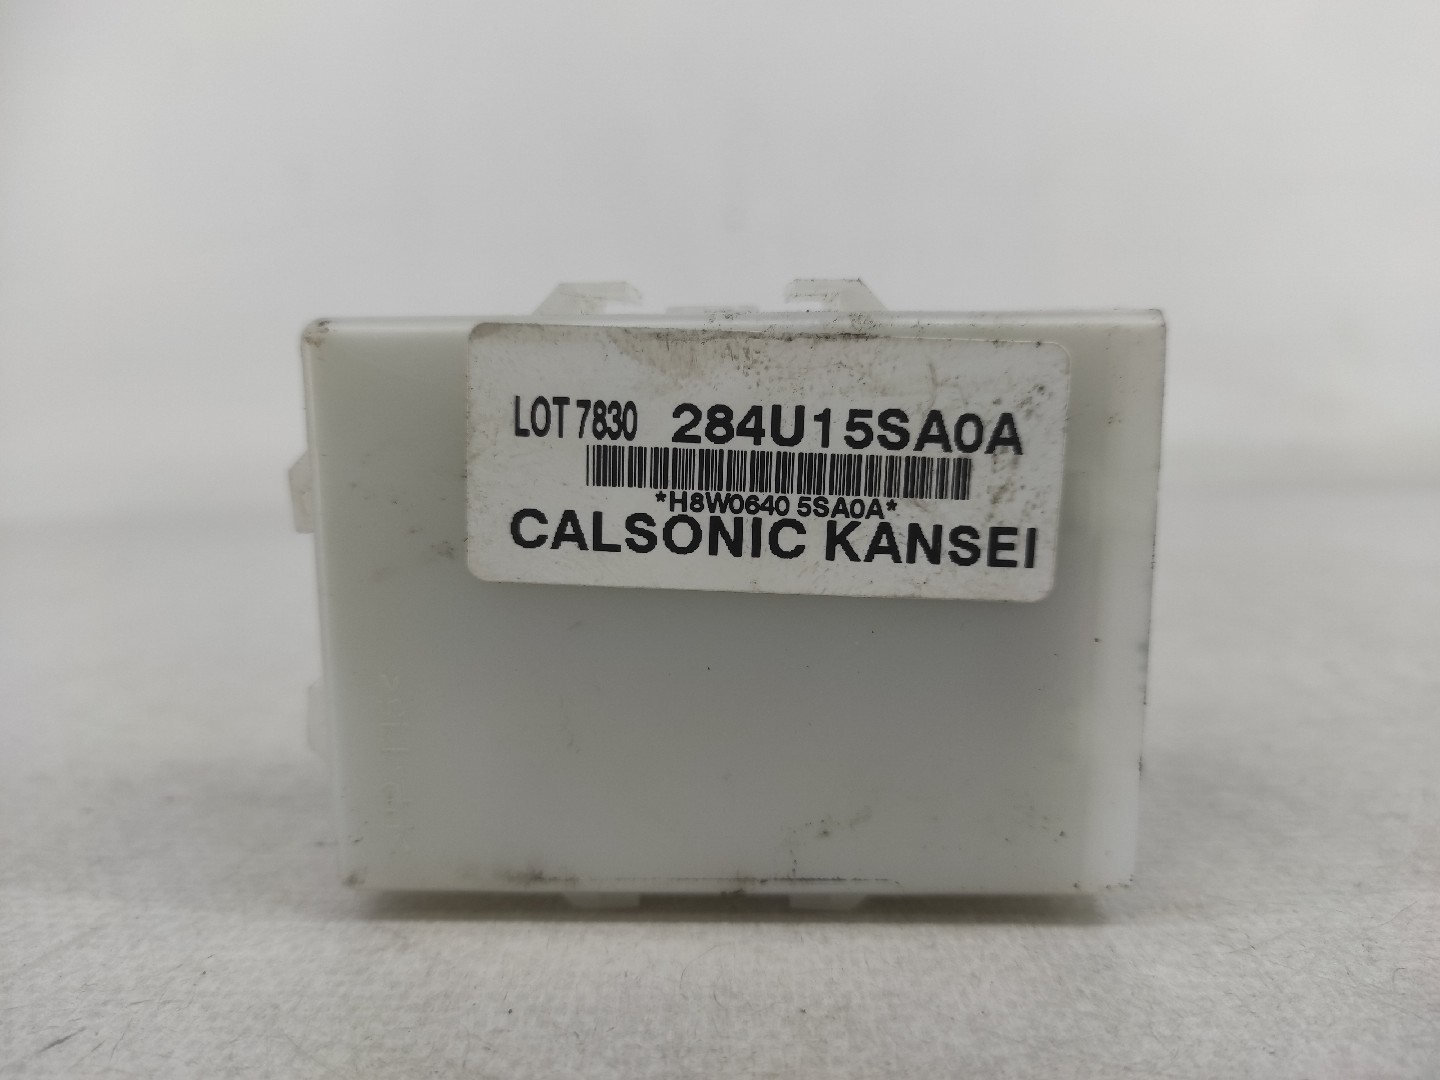 LOT 7830 284U15SA0A
*H8W0640 5SA0A*
CALSONIC KANSEI